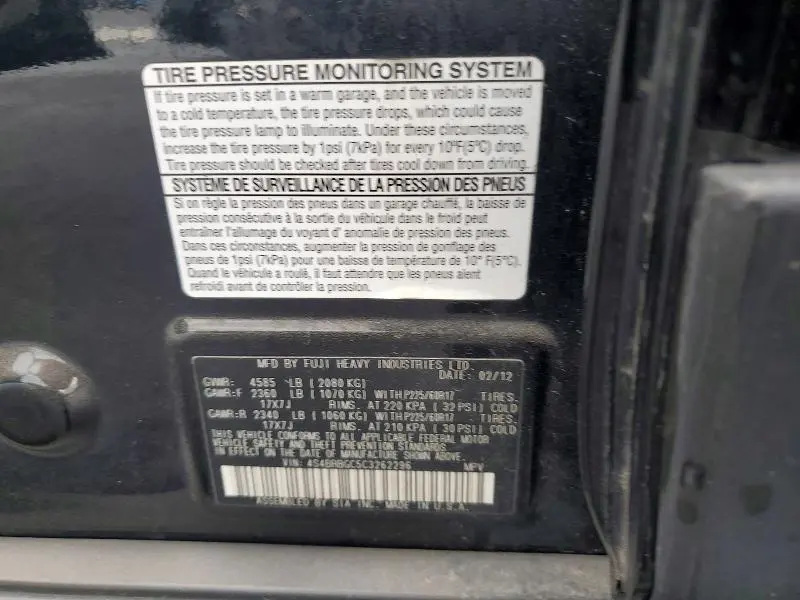 TIRE PRESSURE MONITORING SYSTEM
If tire pressure is set in a warm garage, and the vehicle is moved
to a cold temperature, the tire pressure drops, which could cause
the tire pressure lamp to illuminate. Under these circumstances,
increase the tire pressure by 1psi (7kPa) for every 10°F(5°C) drop.
Tire pressure should be checked after tires cool down from driving.
SYSTÈME DE SURVEILLANCE DE LA PRESSION DES PNEUS
Si on règle la pression des pneus dans un garage chauffé, la baisse de
pression consécutive à la sortie du véhicule dans le froid peut
entraîner l'allumage du voyant d' anomalie de pression des pneus.
Dans ces circonstances, augmenter la pression de gonflage des
pneus de 1psi (7kPa) pour une baisse de température de 10° F(5°C).
Quand le véhicule a roulé, il faut attendre que les pneus aient
refroidi avant de contrôler la pression.
MFD BY FUJI HEAVY INDUSTRIES LTD.
DATE: 02/12
GVWR: 4585 LB (2080 KG)
GAWR:F 2360 LB (1070 KG) WITH P225/60R17 TIRES.
17X7J RIMS. AT 220 KPA (32 PSI) COLD
GAWR:R 2340 LB (1060 KG) WITH P225/60R17 TIRES.
17X7J RIMS. AT 210 KPA (30 PSI) COLD
THIS VEHICLE CONFORMS TO ALL APPLICABLE FEDERAL MOTOR
VEHICLE SAFETY AND THEFT PREVENTION STANDARDS
IN EFFECT ON THE DATE OF MANUFACTURE SHOWN ABOVE.
VIN: 4S4BRBGC5C3262296 MPV
ASSEMBLED BY SIA INC. MADE IN U.S.A.